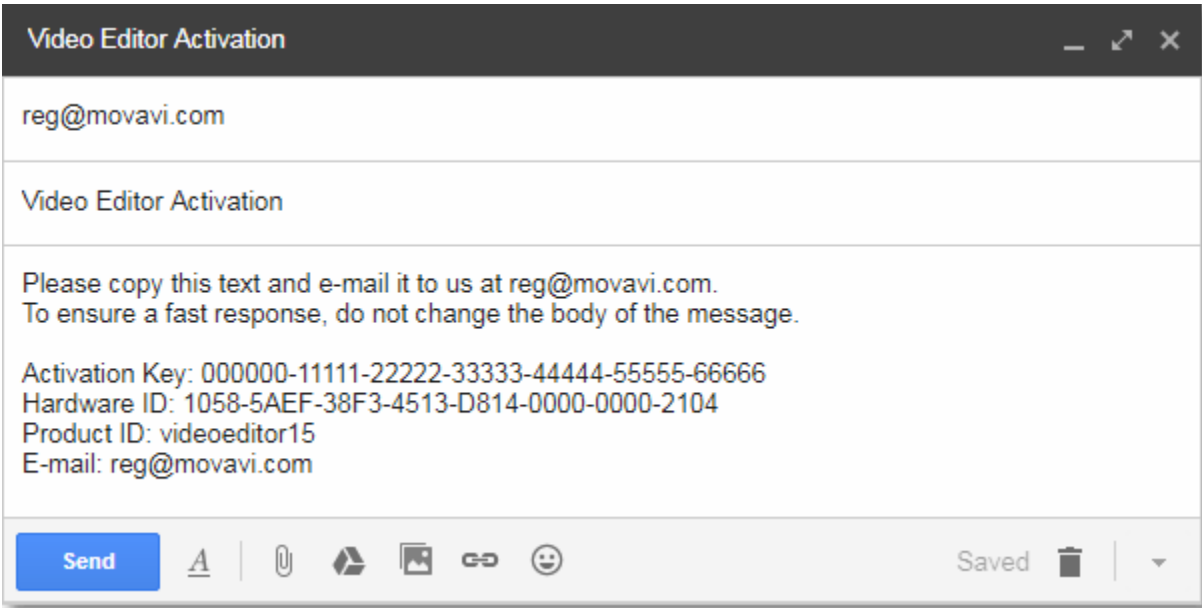 Video Editor Activation
reg@movavi.com
Video Editor Activation
Please copy this text and e-mail it to us at reg@movavi.com.
To ensure a fast response, do not change the body of the message.
Activation Key: 000000-11111-22222-33333-44444-55555-66666
Hardware ID: 1058-5AEF-38F3-4513-D814-0000-0000-2104
Product ID: videoeditor15
E-mail: reg@movavi.com
Send A Saved